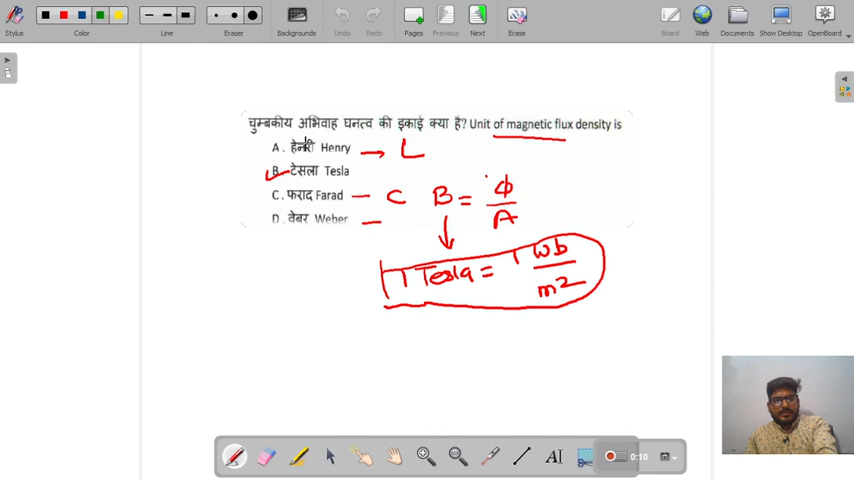 Stylus Color Line Eraser Backgrounds Undo Redo Pages Previous Next Erase Board Web Documents Show Desktop OpenBoard
चुम्बकीय अभिवाह घनत्व की इकाई क्या है? Unit of magnetic flux density is
A. हेनरी Henry → L
B. टेसला Tesla
C. फराद Farad — C B = ϕ/A
D. वेबर Weber —
1 Tesla = 1 wb/m²
0:10